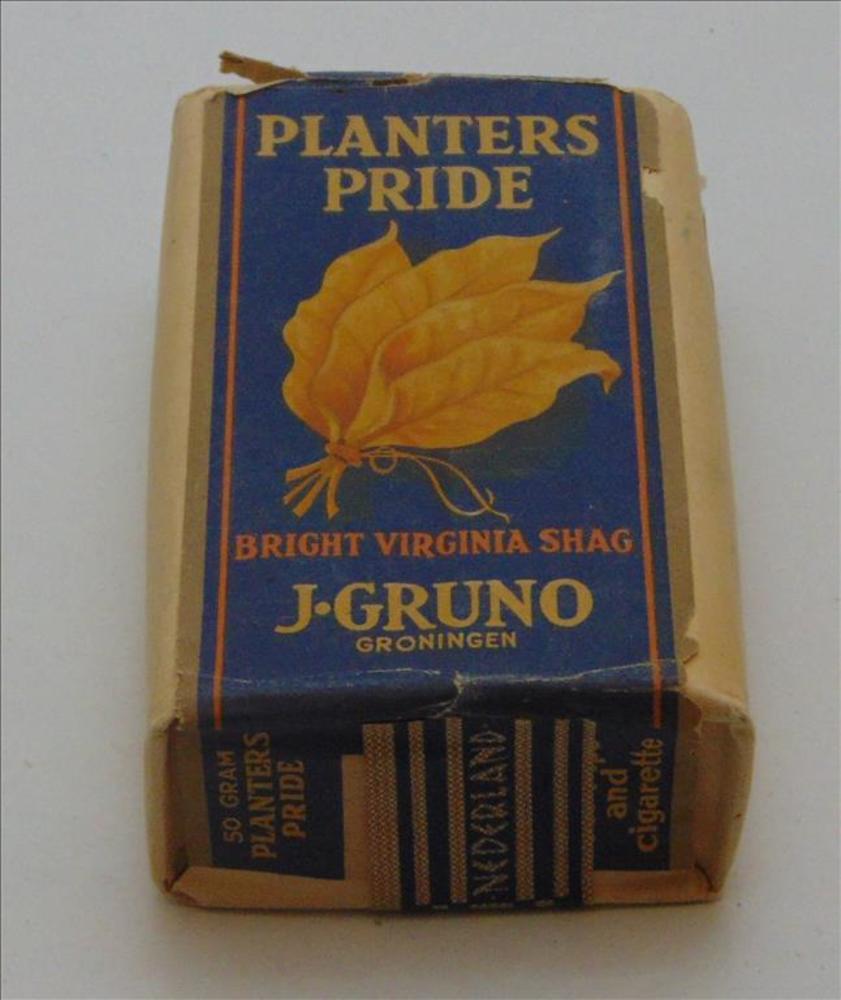 PLANTERS
PRIDE
BRIGHT VIRGINIA SHAG
J·GRUNO
GRONINGEN
50 GRAM
PLANTERS
PRIDE
NEDERLAND
and
cigarette